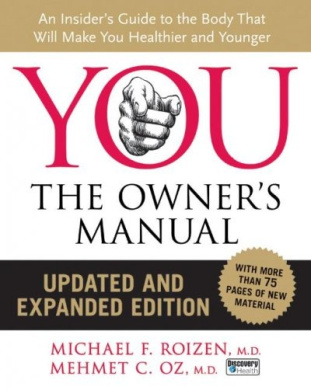 An Insider's Guide to the Body That
Will Make You Healthier and Younger
YOU
THE OWNER'S
MANUAL
UPDATED AND
EXPANDED EDITION
WITH MORE
THAN 75
PAGES OF NEW
MATERIAL
MICHAEL F. ROIZEN, M.D.
MEHMET C. OZ, M.D.
Discovery
Health